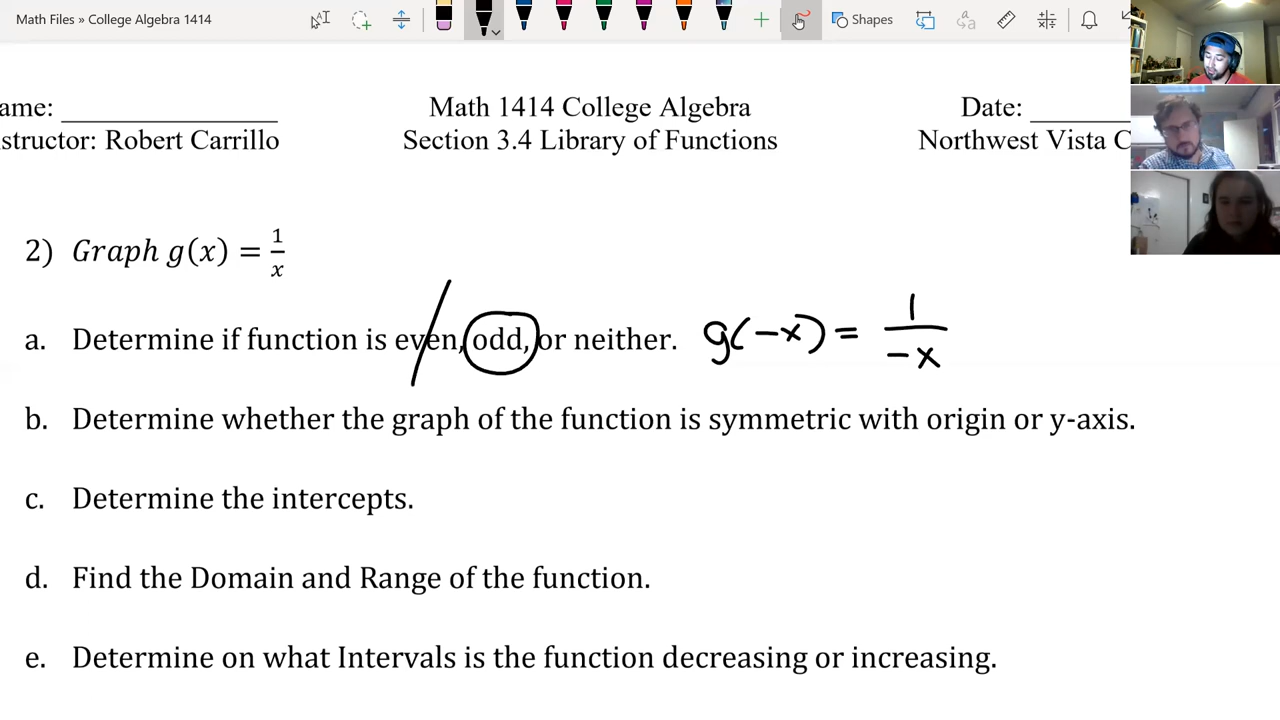 Math Files » College Algebra 1414
Shapes
ame: ________________ Math 1414 College Algebra Date: _______
structor: Robert Carrillo Section 3.4 Library of Functions Northwest Vista C
2) Graph g(x) = 1/x
a. Determine if function is even, odd, or neither. g(-x) = 1/-x
b. Determine whether the graph of the function is symmetric with origin or y-axis.
c. Determine the intercepts.
d. Find the Domain and Range of the function.
e. Determine on what Intervals is the function decreasing or increasing.